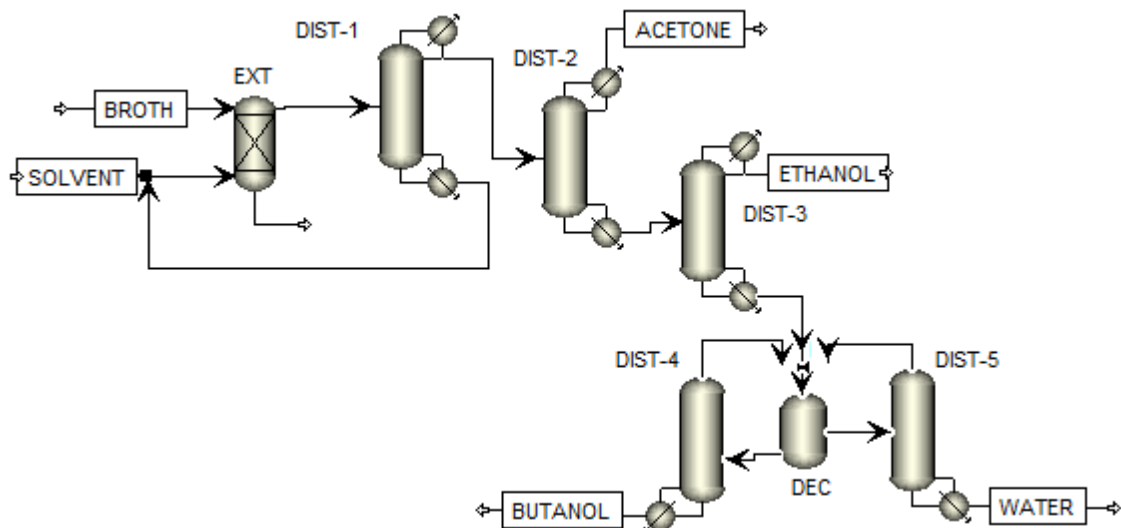 DIST-1
ACETONE
DIST-2
EXT
BROTH
SOLVENT
ETHANOL
DIST-3
DIST-4
DIST-5
DEC
BUTANOL
WATER